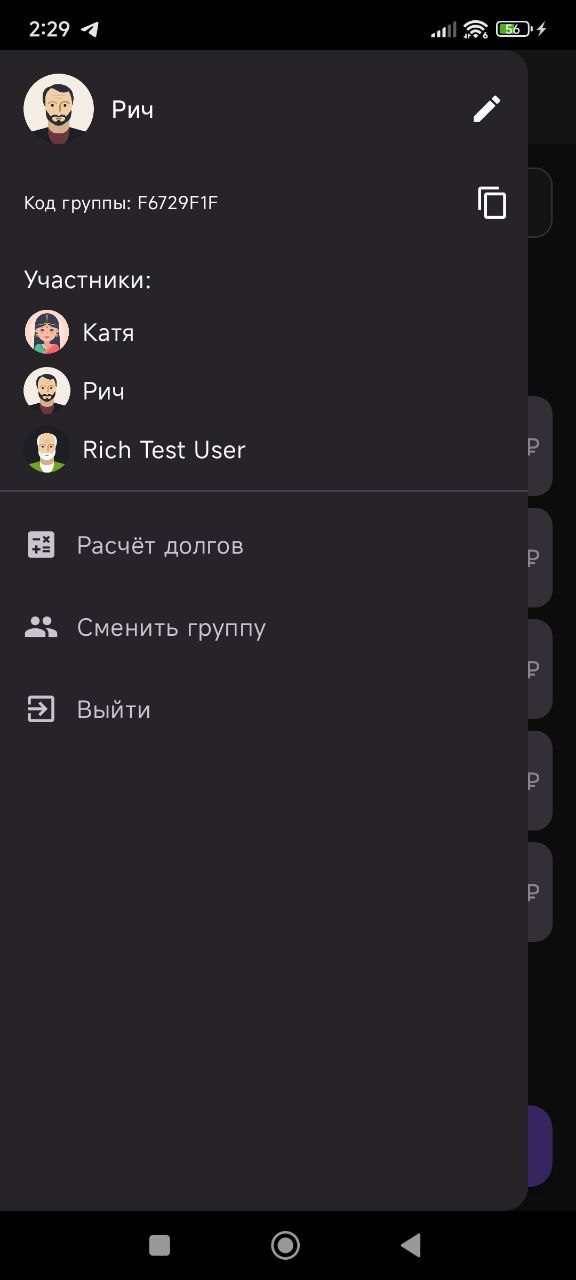 2:29
56
Рич
Код группы: F6729F1F
Участники:
Катя
Рич
Rich Test User
₽
Расчёт долгов
₽
Сменить группу
₽
Выйти
₽
₽